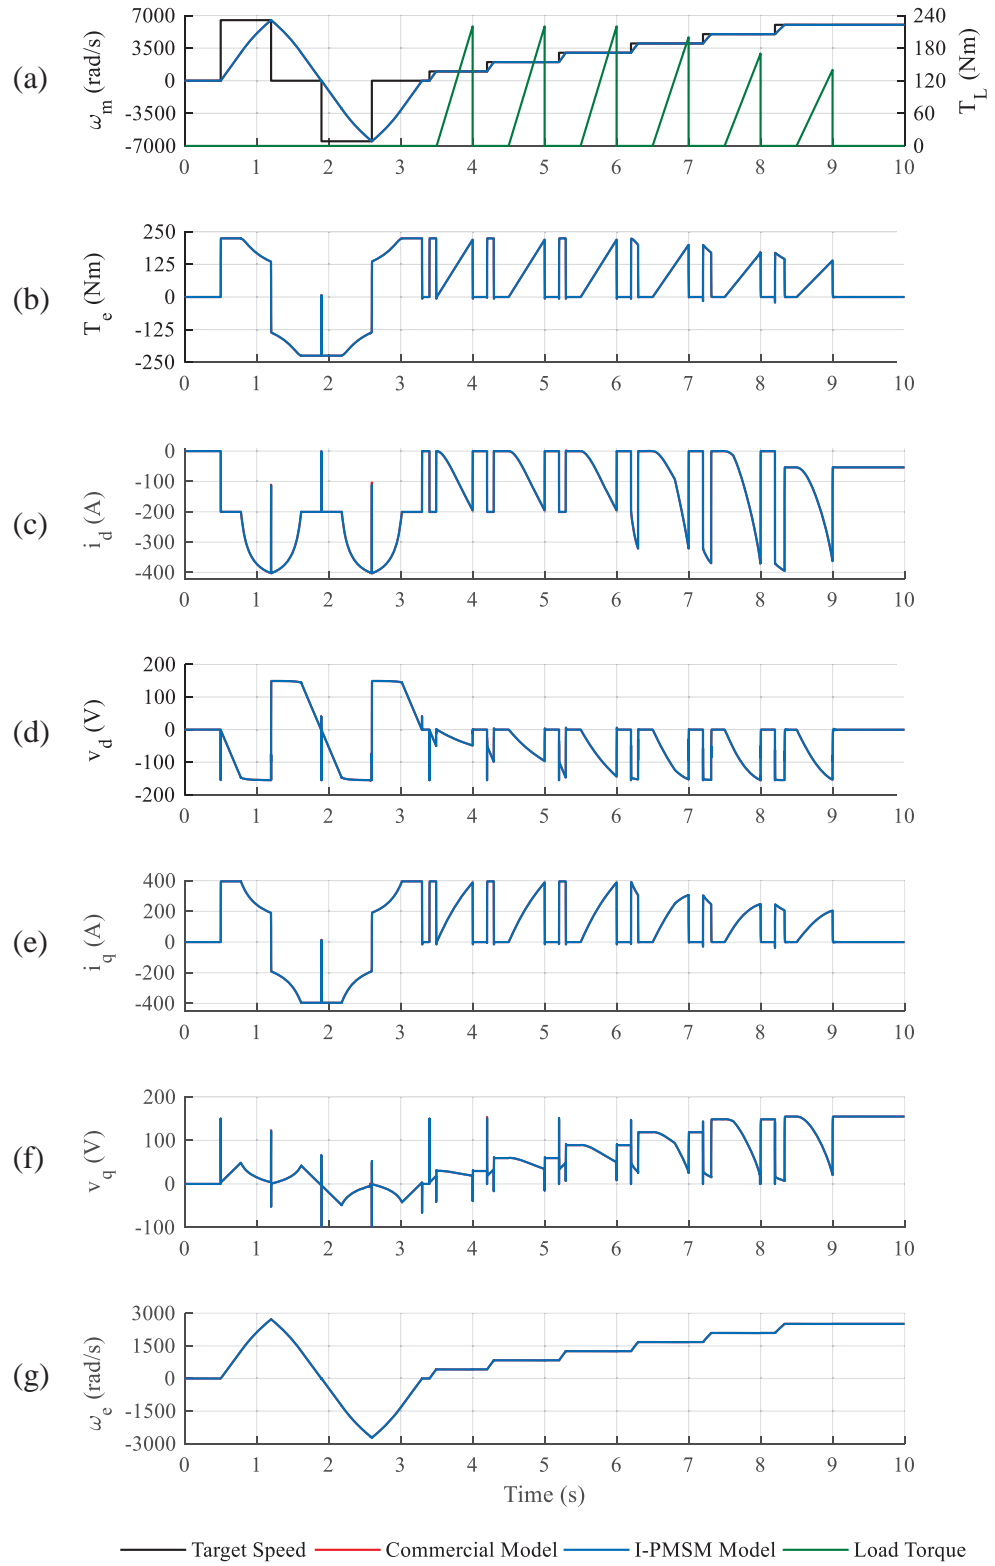 (a)
ω_m (rad/s)
7000
3500
0
-3500
-7000
240
180
120
60
0
T_L (Nm)
0 1 2 3 4 5 6 7 8 9 10
(b)
T_e (Nm)
250
125
0
-125
-250
0 1 2 3 4 5 6 7 8 9 10
(c)
i_d (A)
0
-100
-200
-300
-400
0 1 2 3 4 5 6 7 8 9 10
(d)
v_d (V)
200
100
0
-100
-200
0 1 2 3 4 5 6 7 8 9 10
(e)
i_q (A)
400
200
0
-200
-400
0 1 2 3 4 5 6 7 8 9 10
(f)
v_q (V)
200
100
0
-100
0 1 2 3 4 5 6 7 8 9 10
(g)
ω_e (rad/s)
3000
1500
0
-1500
-3000
0 1 2 3 4 5 6 7 8 9 10
Time (s)
Target Speed Commercial Model I-PMSM Model Load Torque